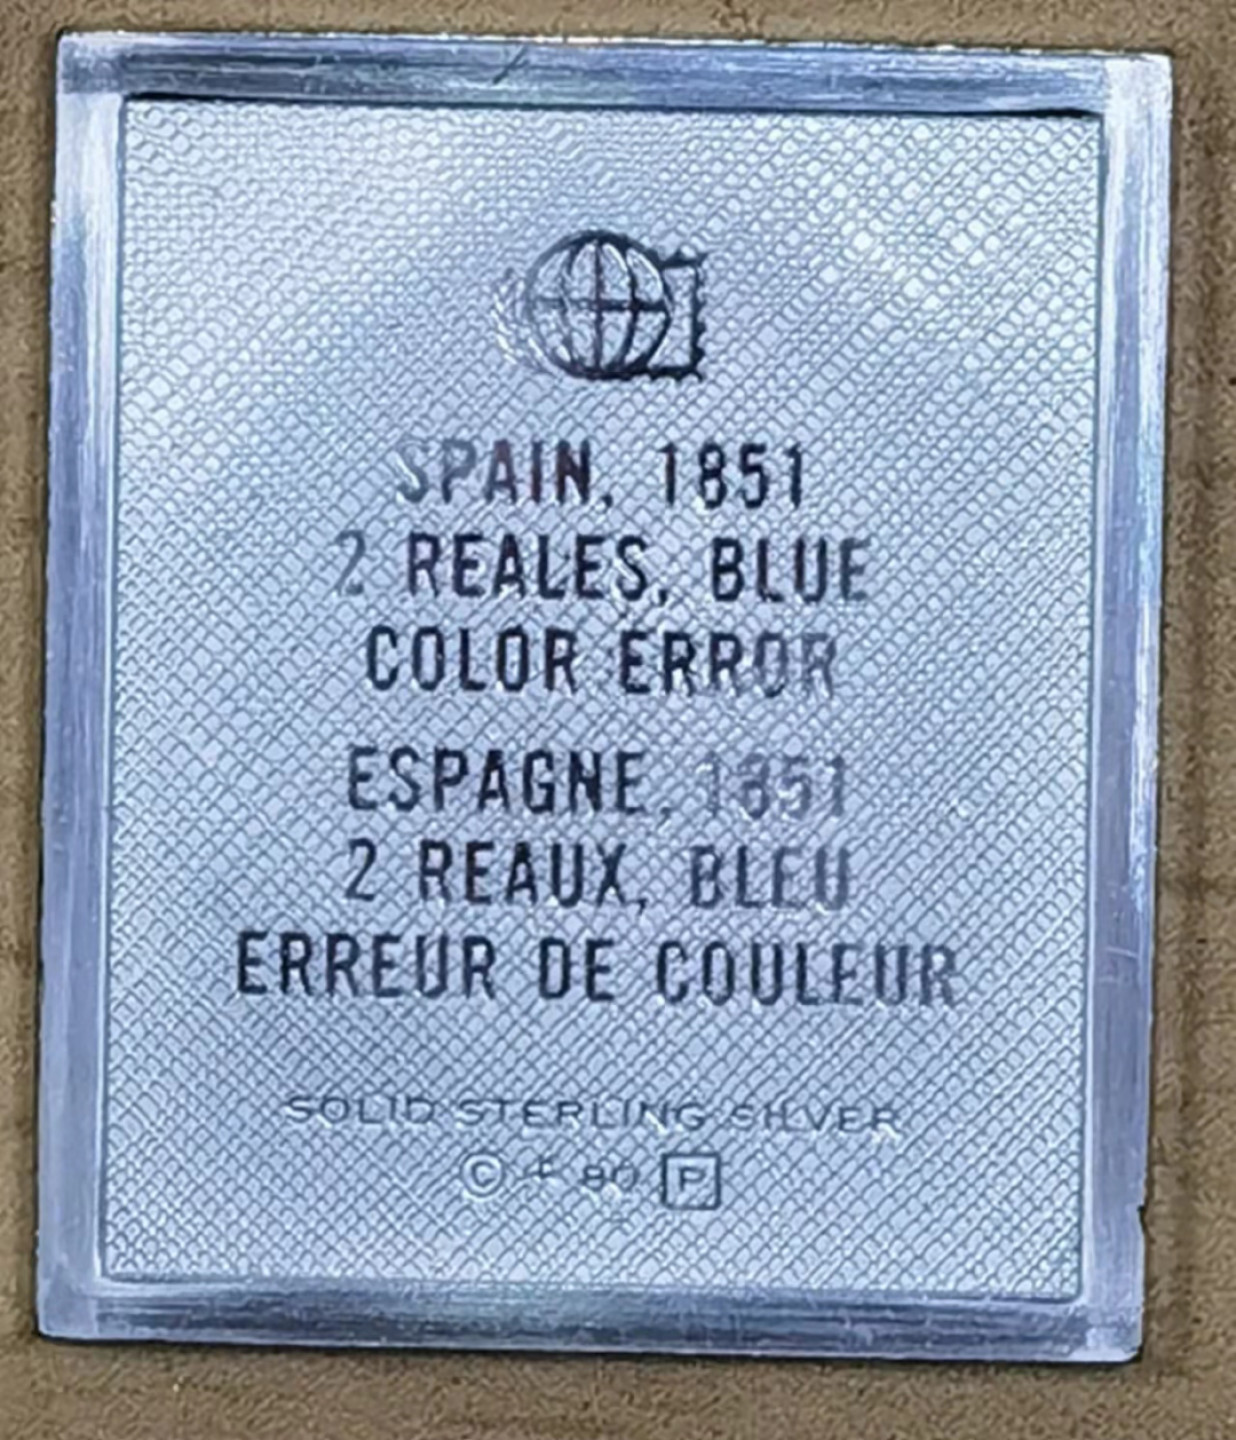 SPAIN, 1851
2 REALES, BLUE
COLOR ERROR
ESPAGNE, 1851
2 REAUX, BLEU
ERREUR DE COULEUR
SOLID STERLING SILVER
© F 80 P